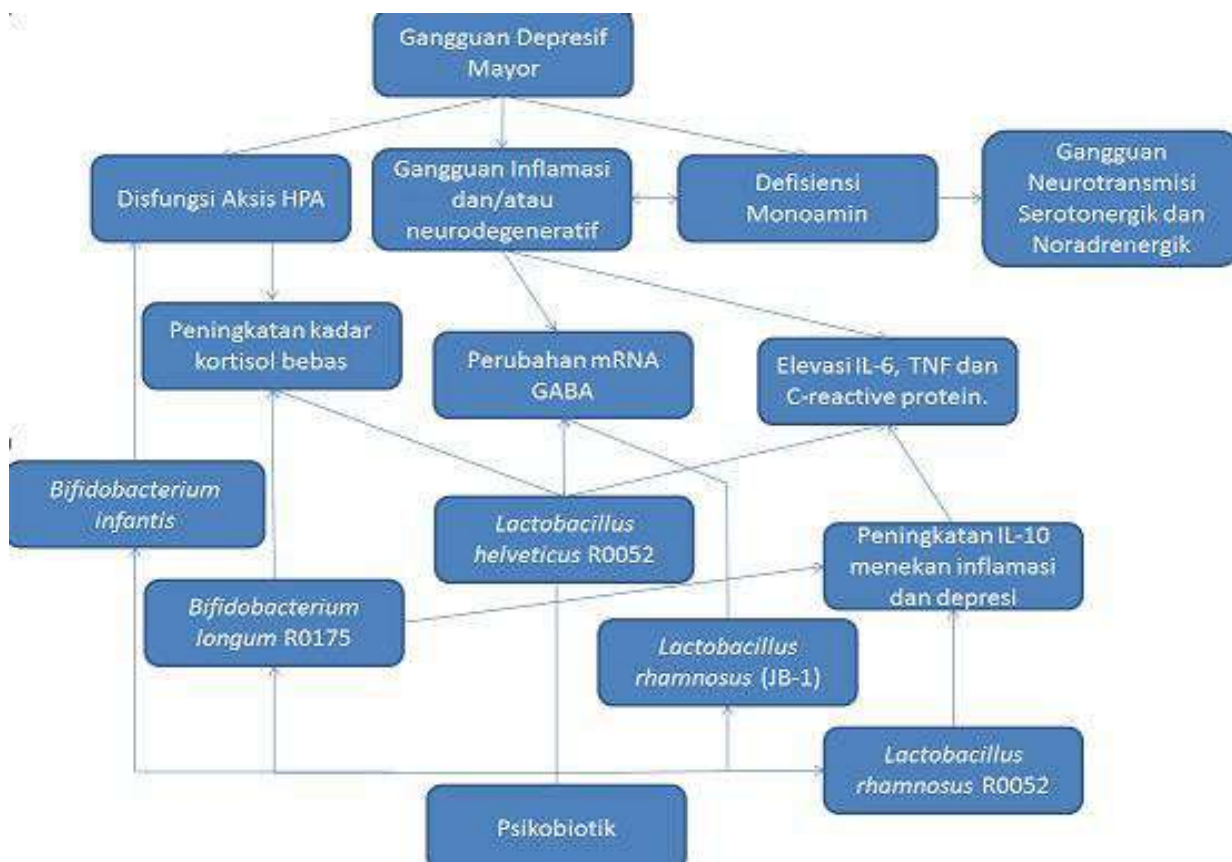 Gangguan Depresif
Mayor
Disfungsi Aksis HPA
Gangguan Inflamasi
dan/atau
neurodegeneratif
Defisiensi
Monoamin
Gangguan
Neurotransmisi
Serotonergik dan
Noradrenergik
Peningkatan kadar
kortisol bebas
Perubahan mRNA
GABA
Elevasi IL-6, TNF dan
C-reactive protein.
Bifidobacterium
infantis
Lactobacillus
helveticus R0052
Peningkatan IL-10
menekan inflamasi
dan depresi
Bifidobacterium
longum R0175
Lactobacillus
rhamnosus (JB-1)
Lactobacillus
rhamnosus R0052
Psikobiotik